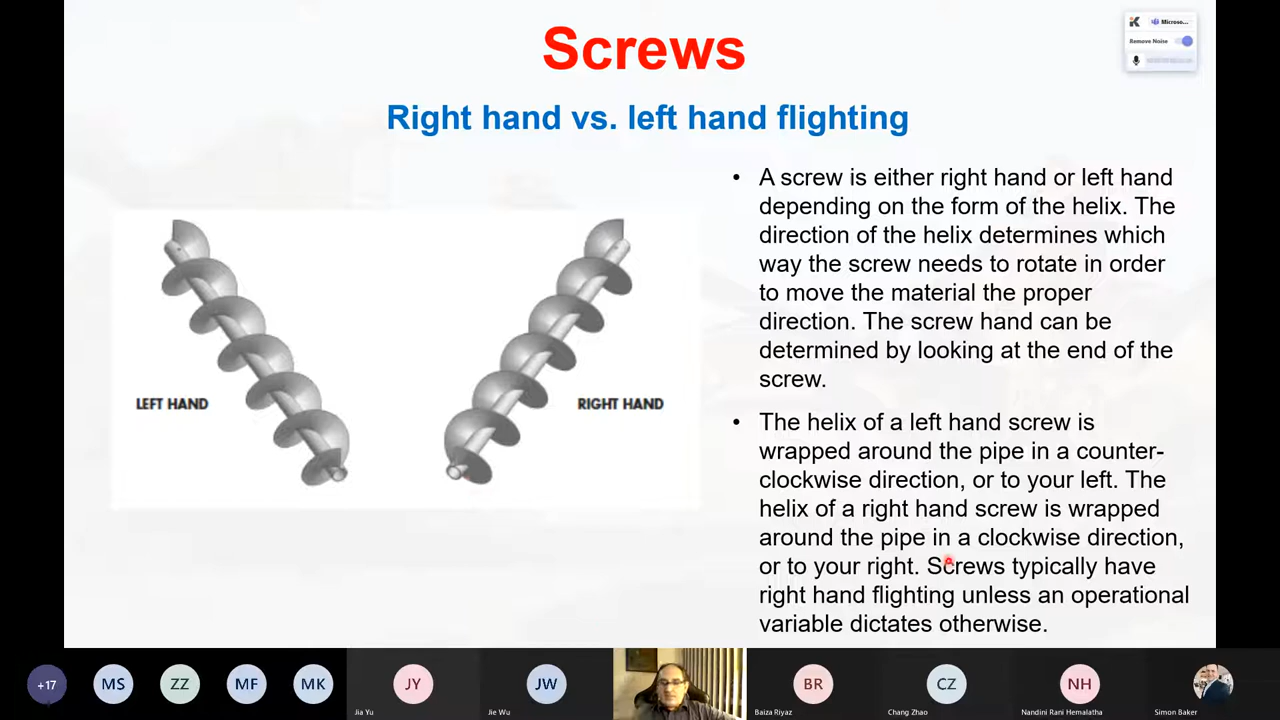 Screws
Microso...
Remove Noise
Right hand vs. left hand flighting
• A screw is either right hand or left hand
depending on the form of the helix. The
direction of the helix determines which
way the screw needs to rotate in order
to move the material the proper
direction. The screw hand can be
determined by looking at the end of the
screw.
LEFT HAND
RIGHT HAND
• The helix of a left hand screw is
wrapped around the pipe in a counter-
clockwise direction, or to your left. The
helix of a right hand screw is wrapped
around the pipe in a clockwise direction,
or to your right. Screws typically have
right hand flighting unless an operational
variable dictates otherwise.
+17
MS
ZZ
MF
MK
JY
Jia Yu
JW
Jie Wu
BR
Baiza Riyaz
CZ
Chang Zhao
NH
Nandini Rani Hemalatha
Simon Baker